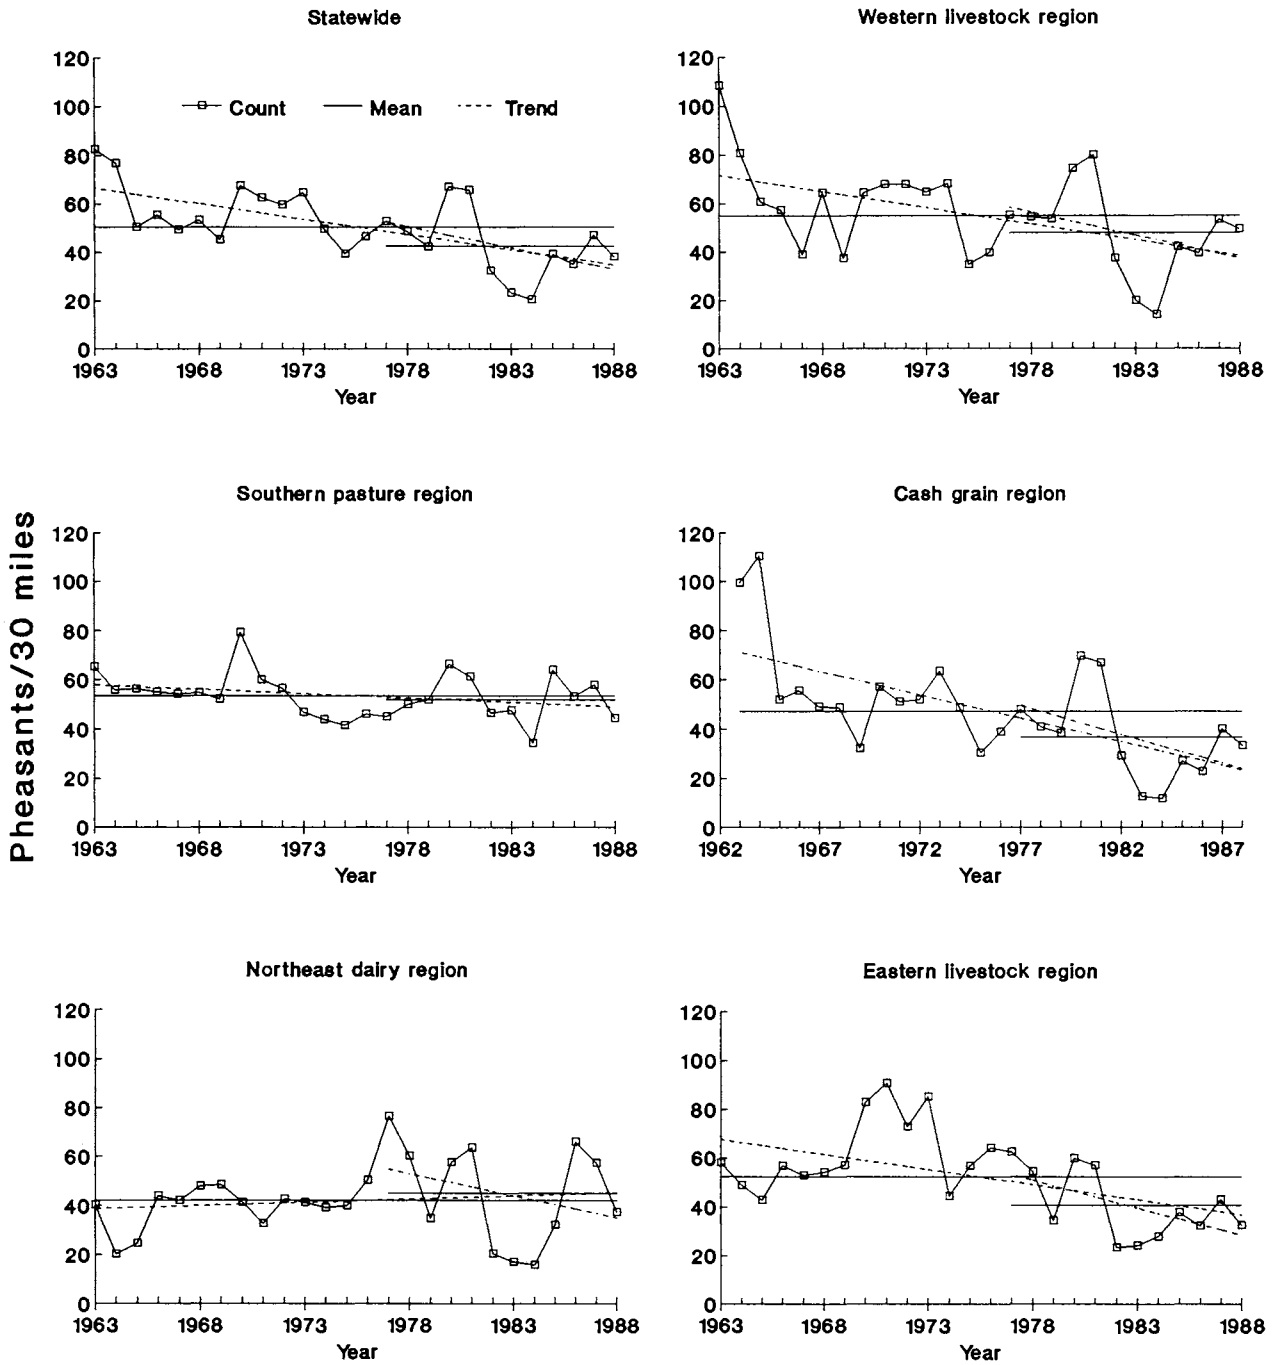 Statewide
Western livestock region
120
100
80
60
40
20
0
Count
Mean
Trend
1963 1968 1973 1978 1983 1988
Year
120
100
80
60
40
20
0
1963 1968 1973 1978 1983 1988
Year
Pheasants/30 miles
Southern pasture region
120
100
80
60
40
20
0
1963 1968 1973 1978 1983 1988
Year
Cash grain region
120
100
80
60
40
20
0
1962 1967 1972 1977 1982 1987
Year
Northeast dairy region
120
100
80
60
40
20
0
1963 1968 1973 1978 1983 1988
Year
Eastern livestock region
120
100
80
60
40
20
0
1963 1968 1973 1978 1983 1988
Year